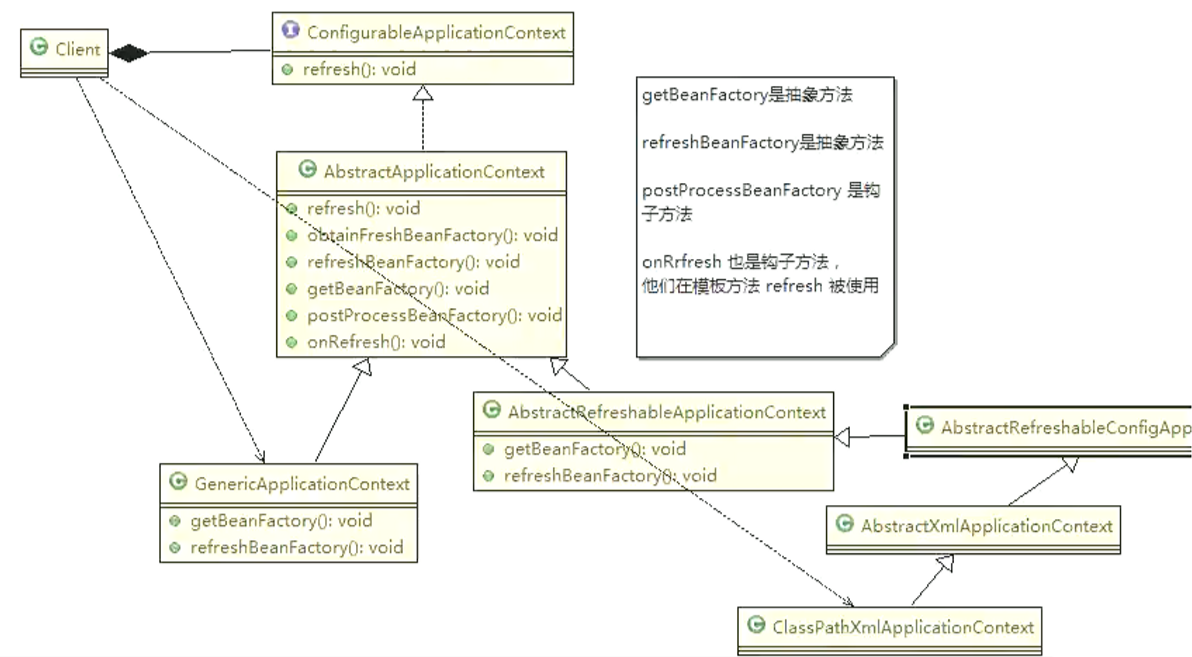 Client
ConfigurableApplicationContext
refresh(): void
getBeanFactory是抽象方法
refreshBeanFactory是抽象方法
postProcessBeanFactory 是钩
子方法
onRrfresh 也是钩子方法，
他们在模板方法 refresh 被使用
AbstractApplicationContext
refresh(): void
obtainFreshBeanFactory(): void
refreshBeanFactory(): void
getBeanFactory(): void
postProcessBeanFactory(): void
onRefresh(): void
AbstractRefreshableApplicationContext
getBeanFactory(): void
refreshBeanFactory(): void
AbstractRefreshableConfigApp
GenericApplicationContext
getBeanFactory(): void
refreshBeanFactory(): void
AbstractXmlApplicationContext
ClassPathXmlApplicationContext